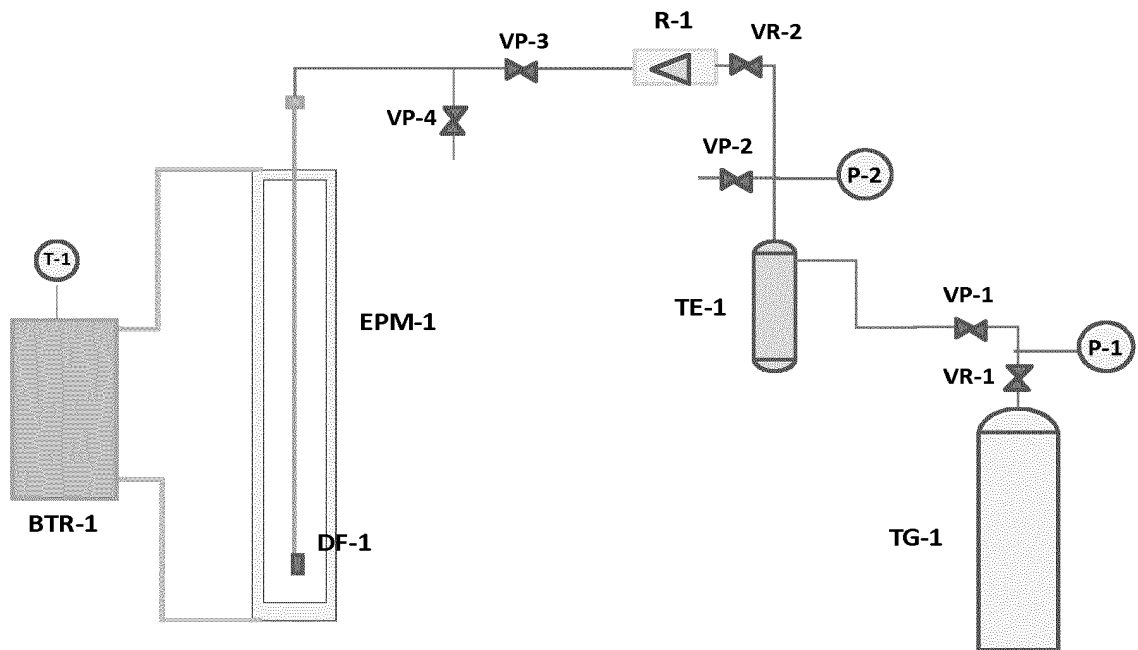 R-1
VR-2
VP-3
VP-4
VP-2
P-2
T-1
EPM-1
TE-1
VP-1
P-1
VR-1
BTR-1
DF-1
TG-1